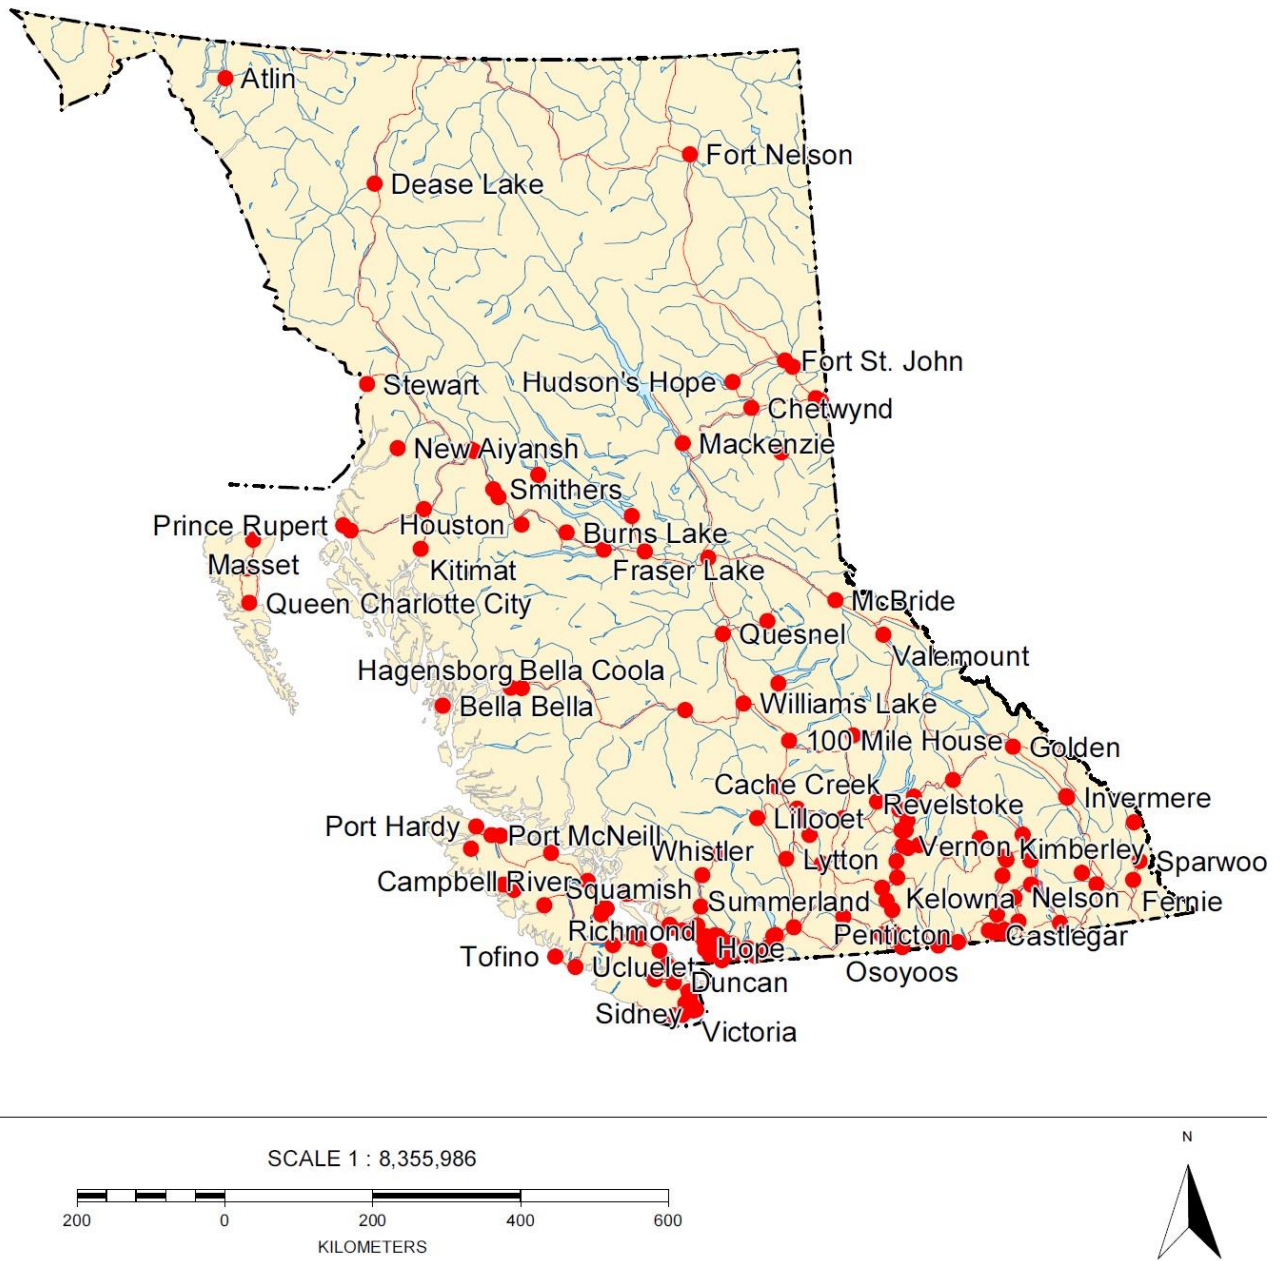 Atlin
Fort Nelson
Dease Lake
Fort St. John
Hudson's Hope
Stewart
Chetwynd
Mackenzie
New Aiyansh
Smithers
Prince Rupert
Houston
Burns Lake
Masset
Kitimat
Fraser Lake
Queen Charlotte City
McBride
Quesnel
Valemount
Hagensborg
Bella Coola
Bella Bella
Williams Lake
100 Mile House
Golden
Cache Creek
Invermere
Revelstoke
Lillooet
Port Hardy
Port McNeill
Whistler
Vernon
Kimberley
Lytton
Sparwoo
Campbell River
Squamish
Summerland
Kelowna
Nelson
Fernie
Richmond
Penticton
Castlegar
Hope
Tofino
Ucluelet
Osoyoos
Duncan
Sidney
Victoria
SCALE 1 : 8,355,986
200 0 200 400 600
KILOMETERS
N